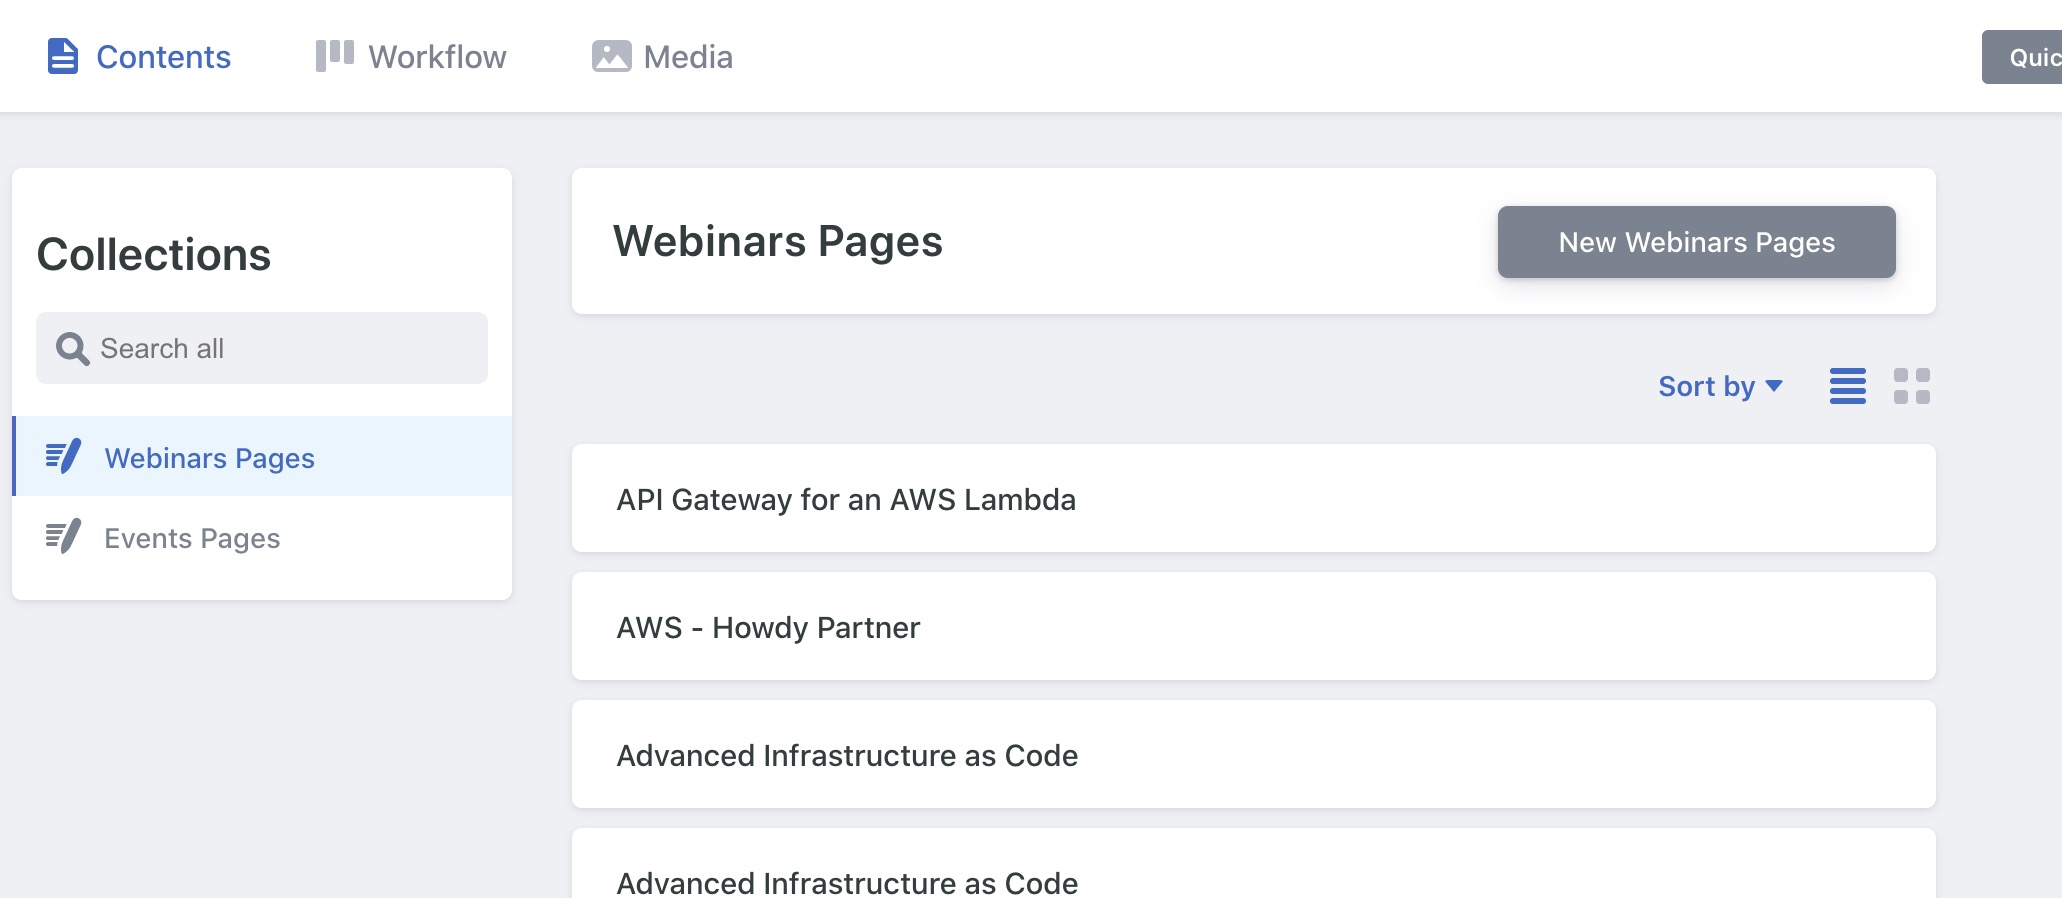 Contents
Workflow
Media
Collections
Search all
Webinars Pages
Events Pages
Webinars Pages
New Webinars Pages
Sort by
API Gateway for an AWS Lambda
AWS - Howdy Partner
Advanced Infrastructure as Code
Advanced Infrastructure as Code